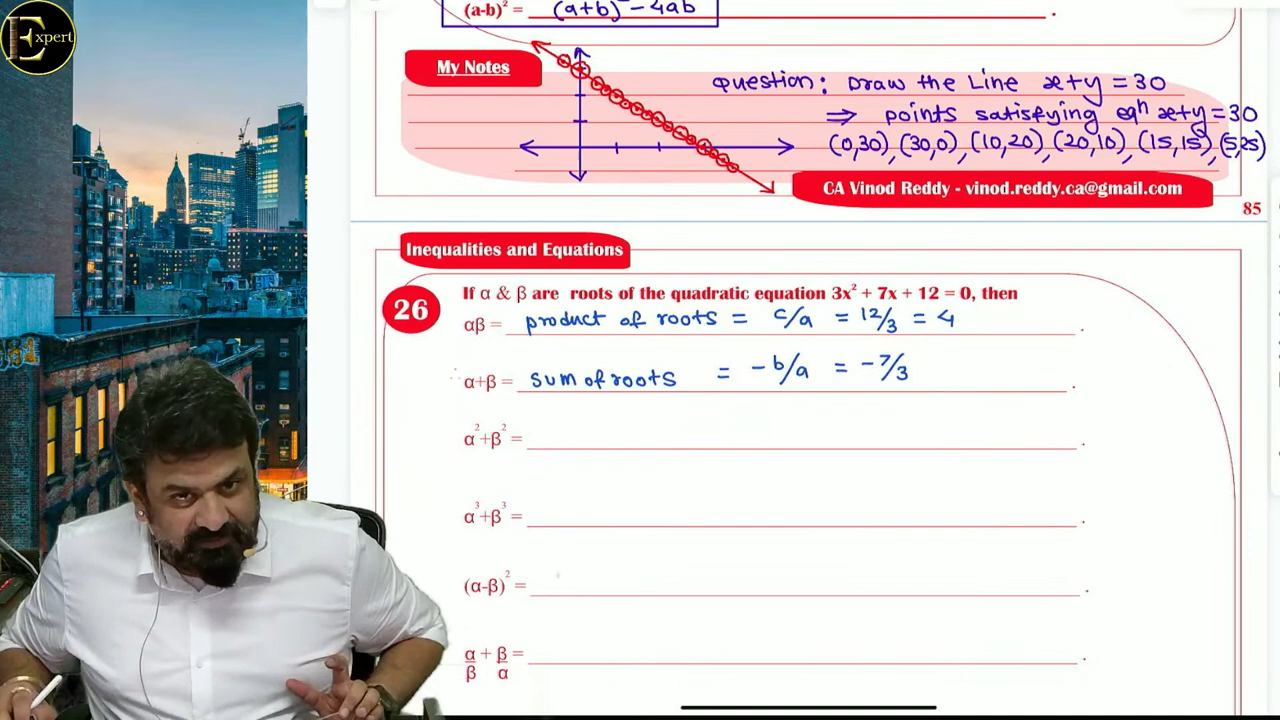 Expert
(a-b)² = (a+b)² - 4ab .
My Notes
Question: Draw the Line x+y = 30
⇒ points satisfying eqⁿ x+y = 30
(0,30), (30,0), (10,20), (20,10), (15,15), (5,25)
CA Vinod Reddy - vinod.reddy.ca@gmail.com
85
Inequalities and Equations
26
If α & β are roots of the quadratic equation 3x² + 7x + 12 = 0, then
αβ = product of roots = c/a = 12/3 = 4 .
α+β = sum of roots = -b/a = -7/3 .
α²+β² = .
α³+β³ = .
(α-β)² = .
α/β + β/α = .